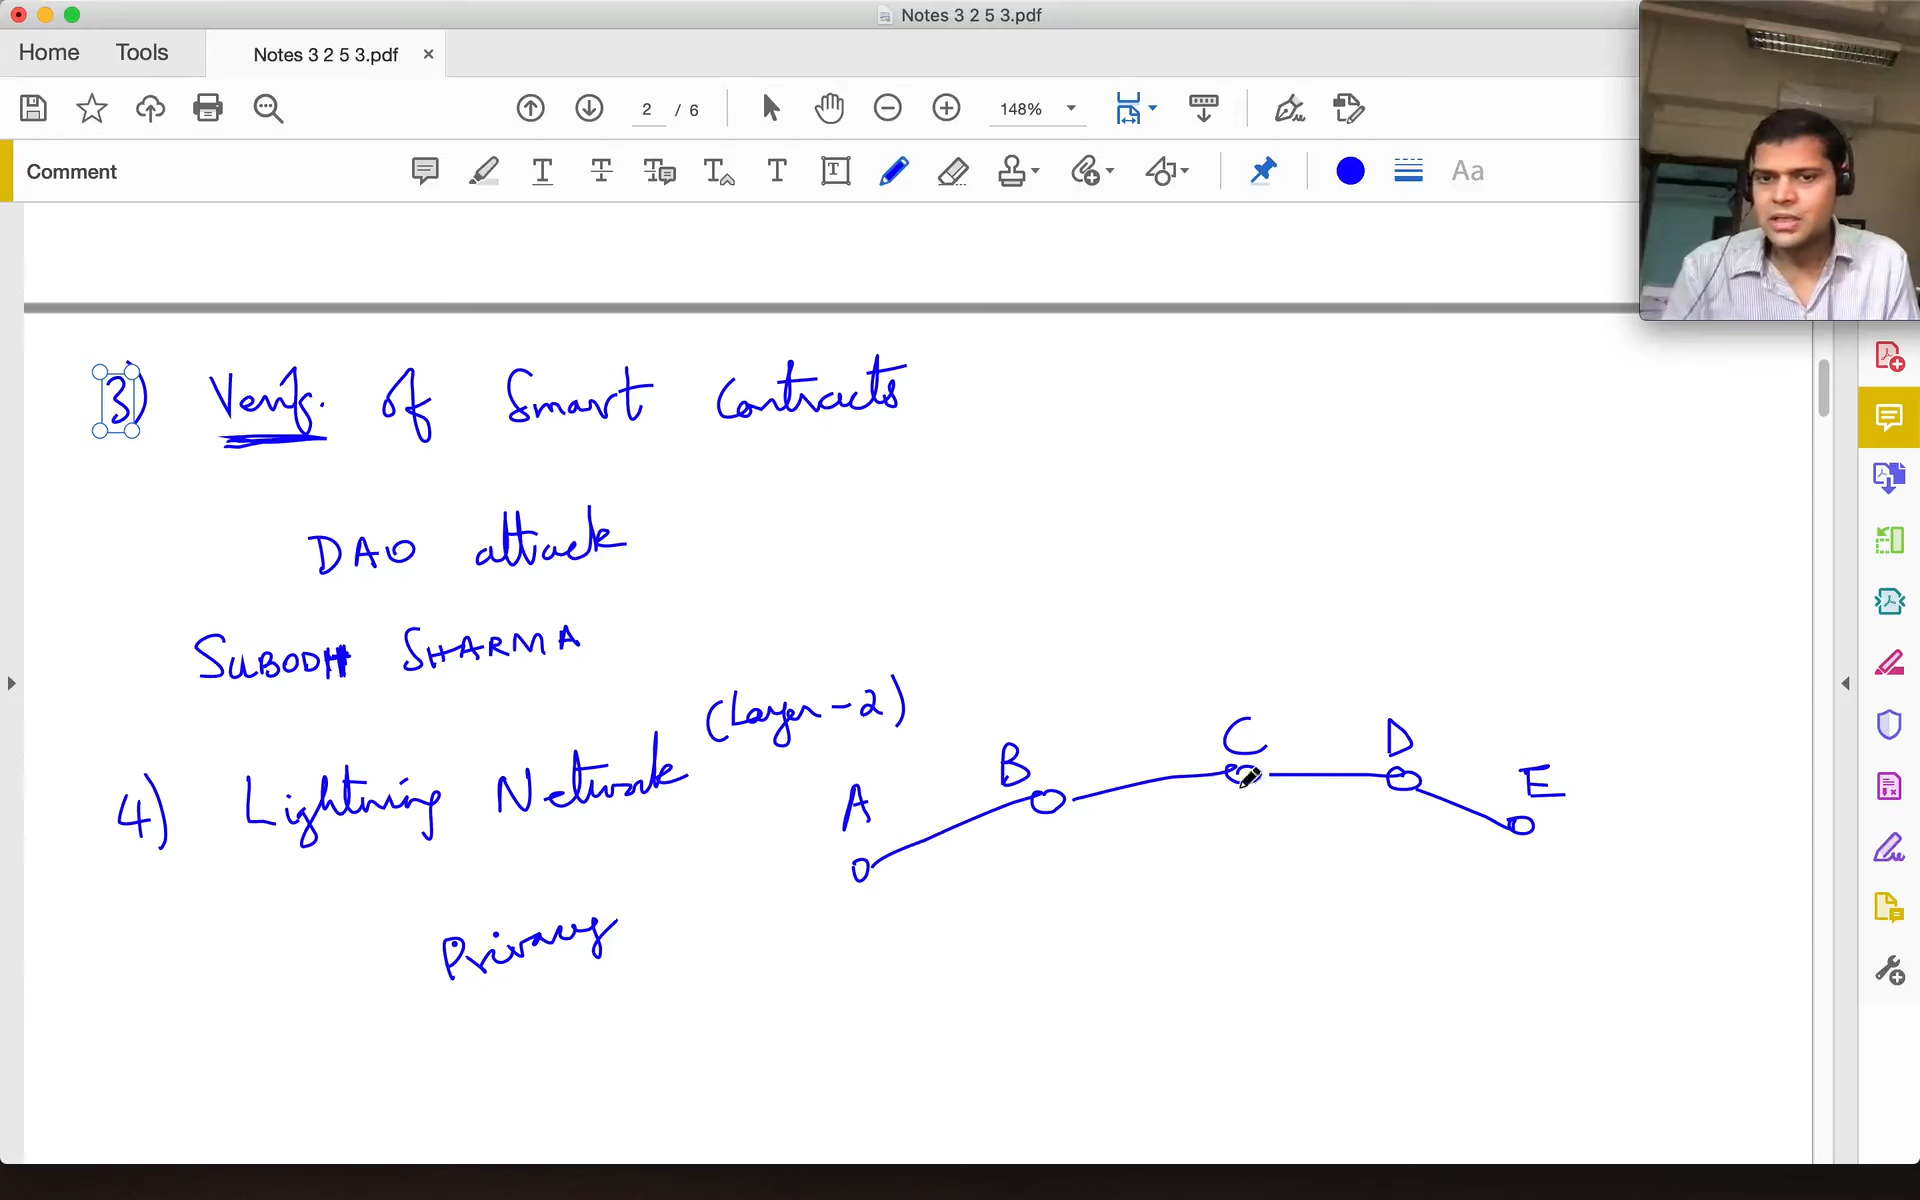 Notes 3 2 5 3.pdf
Home Tools Notes 3 2 5 3.pdf ×
2 / 6 148%
Comment T T T T T T Aa
3) Verif. of Smart Contracts
DAO attack
SUBODH SHARMA
(Layer-2)
4) Lightning Network
A B C D E
Privacy